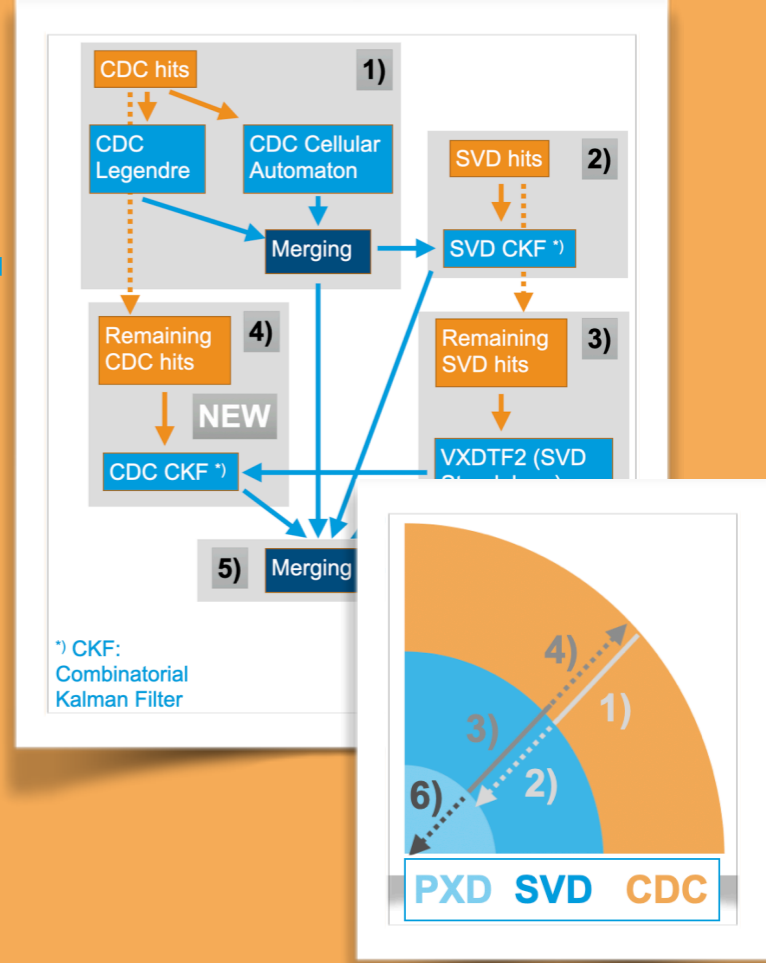 CDC hits
1)
CDC
Legendre
CDC Cellular
Automaton
SVD hits
2)
Merging
SVD CKF *)
Remaining
CDC hits
4)
Remaining
SVD hits
3)
NEW
CDC CKF *)
VXDTF2 (SVD
5)
Merging
*) CKF:
Combinatorial
Kalman Filter
4)
1)
3)
2)
6)
PXD SVD CDC